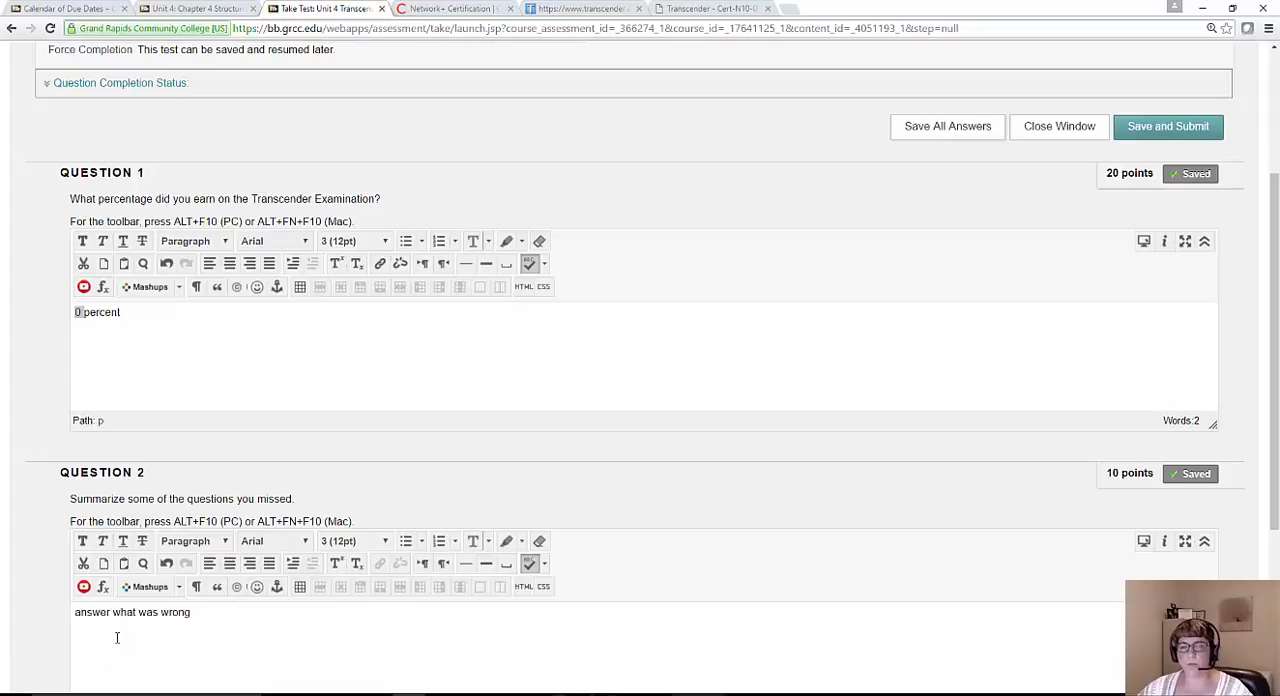 Calendar of Due Dates –
Unit 4: Chapter 4 Structur
Take Test: Unit 4 Transcen
Network+ Certification |
https://www.transcender
Transcender - Cert-N10-0
Grand Rapids Community College [US] https://bb.grcc.edu/webapps/assessment/take/launch.jsp?course_assessment_id=_366274_1&course_id=_17641125_1&content_id=_4051193_1&step=null
Force Completion This test can be saved and resumed later.
Question Completion Status:
Save All Answers Close Window Save and Submit
QUESTION 1
20 points Saved
What percentage did you earn on the Transcender Examination?
For the toolbar, press ALT+F10 (PC) or ALT+FN+F10 (Mac).
T T T T Paragraph Arial 3 (12pt) T
ABC
Mashups HTML CSS
0 percent
Path: p Words:2
QUESTION 2
10 points Saved
Summarize some of the questions you missed.
For the toolbar, press ALT+F10 (PC) or ALT+FN+F10 (Mac).
T T T T Paragraph Arial 3 (12pt) T
ABC
Mashups HTML CSS
answer what was wrong